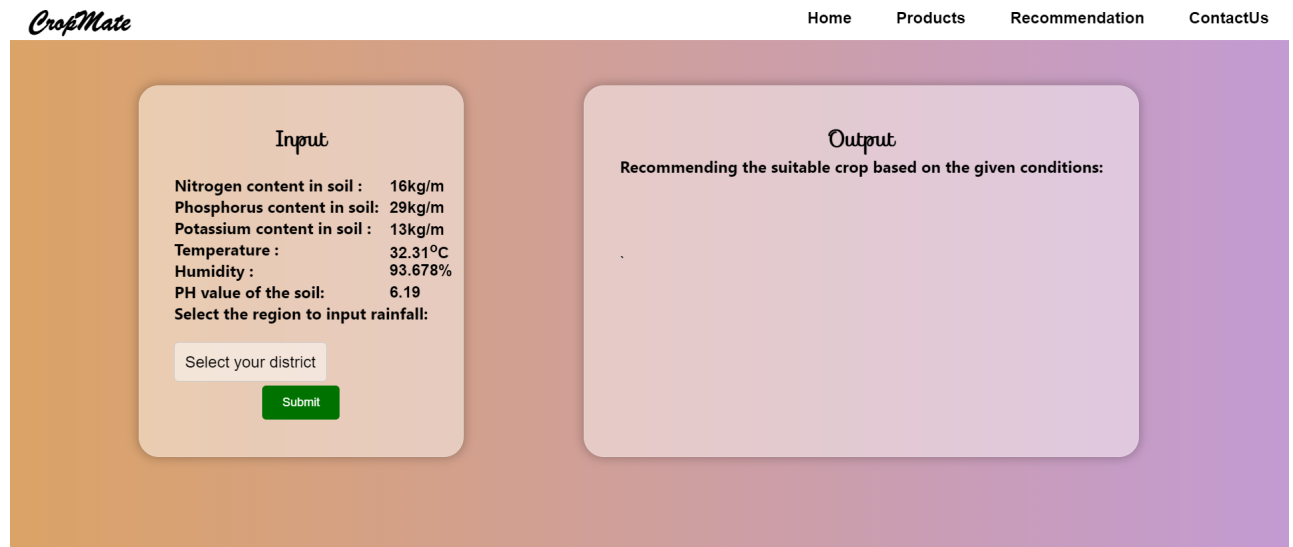 CropMate
Home Products Recommendation ContactUs
Input
Nitrogen content in soil : 16kg/m
Phosphorus content in soil: 29kg/m
Potassium content in soil : 13kg/m
Temperature : 32.31°C
Humidity : 93.678%
PH value of the soil: 6.19
Select the region to input rainfall:
Select your district
Submit
Output
Recommending the suitable crop based on the given conditions:
`